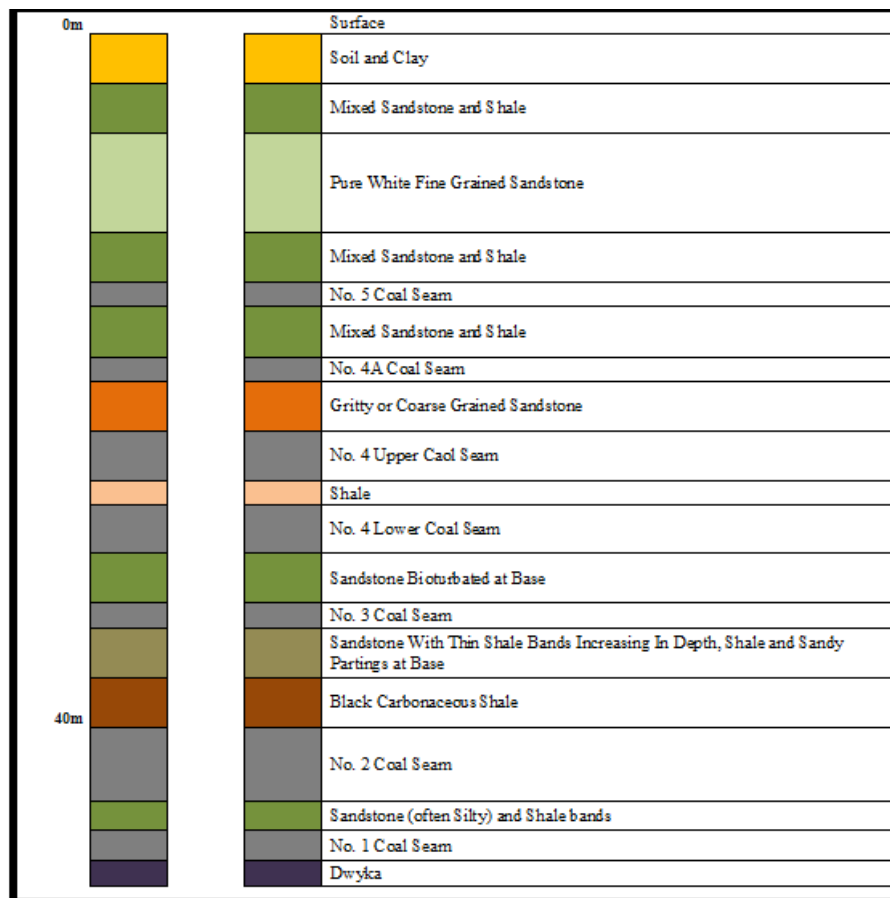 0m
Surface
Soil and Clay
Mixed Sandstone and Shale
Pure White Fine Grained Sandstone
Mixed Sandstone and Shale
No. 5 Coal Seam
Mixed Sandstone and Shale
No. 4A Coal Seam
Gritty or Coarse Grained Sandstone
No. 4 Upper Caol Seam
Shale
No. 4 Lower Coal Seam
Sandstone Bioturbated at Base
No. 3 Coal Seam
Sandstone With Thin Shale Bands Increasing In Depth, Shale and Sandy
Partings at Base
Black Carbonaceous Shale
40m
No. 2 Coal Seam
Sandstone (often Silty) and Shale bands
No. 1 Coal Seam
Dwyka